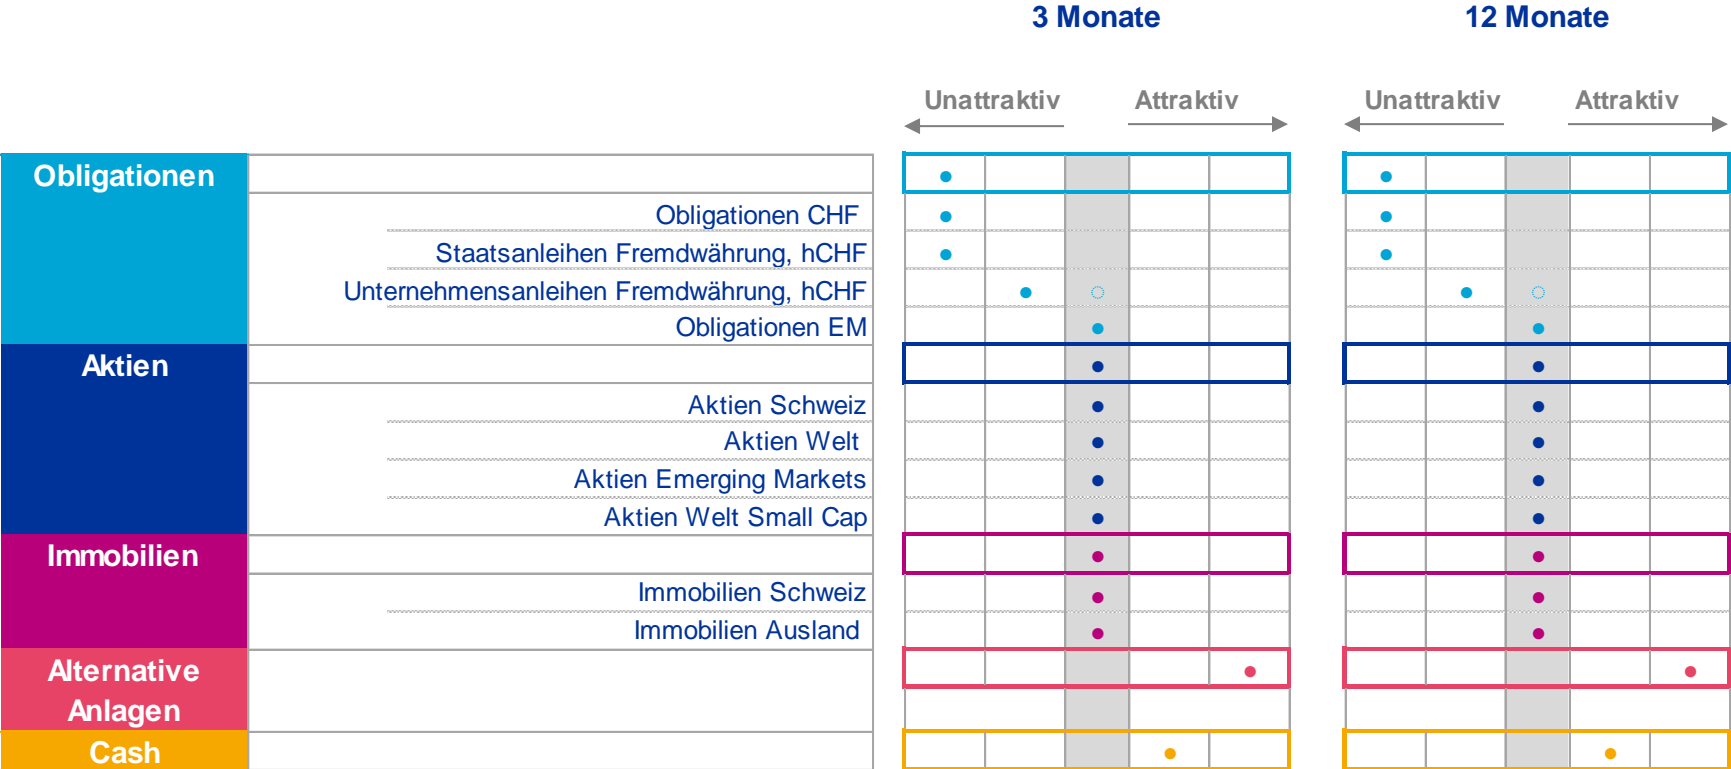 3 Monate
12 Monate
Unattraktiv
Attraktiv
Unattraktiv
Attraktiv
Obligationen
Obligationen CHF
Staatsanleihen Fremdwährung, hCHF
Unternehmensanleihen Fremdwährung, hCHF
Obligationen EM
Aktien
Aktien Schweiz
Aktien Welt
Aktien Emerging Markets
Aktien Welt Small Cap
Immobilien
Immobilien Schweiz
Immobilien Ausland
Alternative
Anlagen
Cash